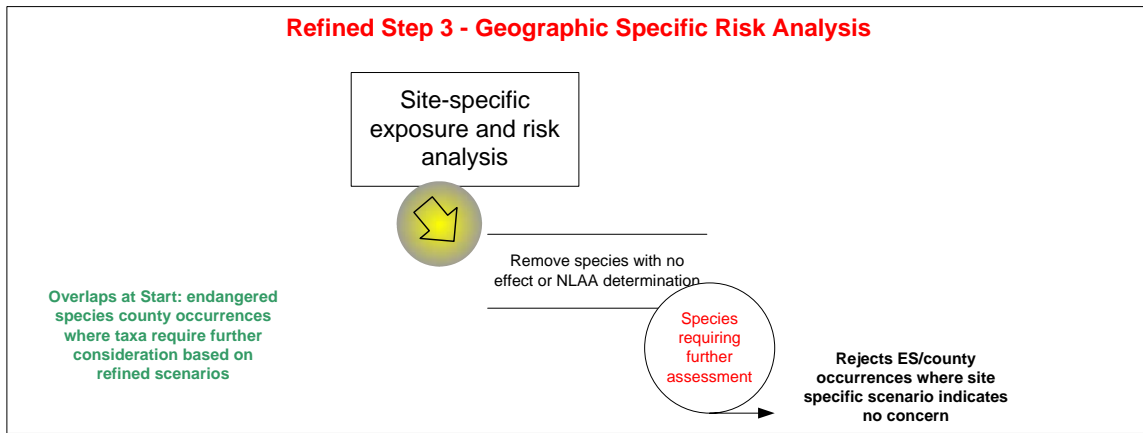 Refined Step 3 - Geographic Specific Risk Analysis
Site-specific
exposure and risk
analysis
Remove species with no
effect or NLAA determination
Overlaps at Start: endangered
species county occurrences
where taxa require further
consideration based on
refined scenarios
Species
requiring
further
assessment
Rejects ES/county
occurrences where site
specific scenario indicates
no concern